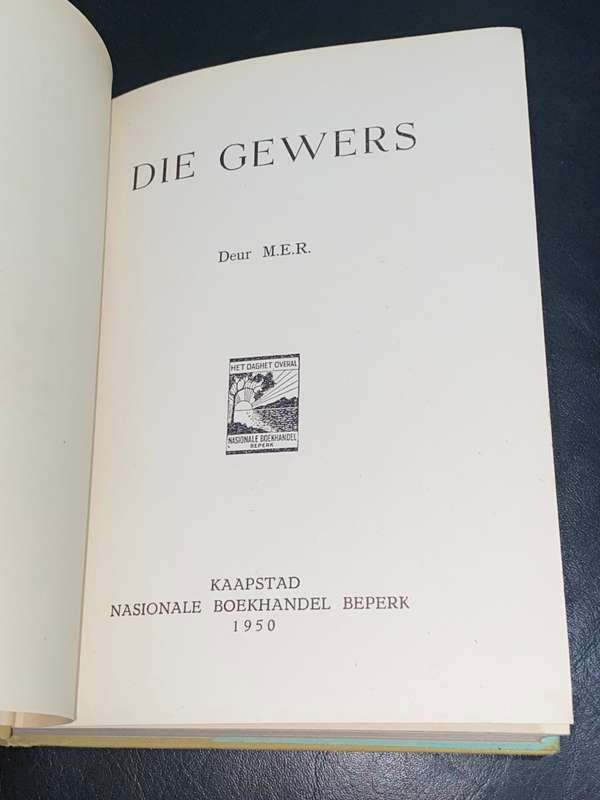 DIE GEWERS
Deur M.E.R.
HET DAGHET OVERAL
NASIONALE BOEKHANDEL
BEPERK
KAAPSTAD
NASIONALE BOEKHANDEL BEPERK
1950